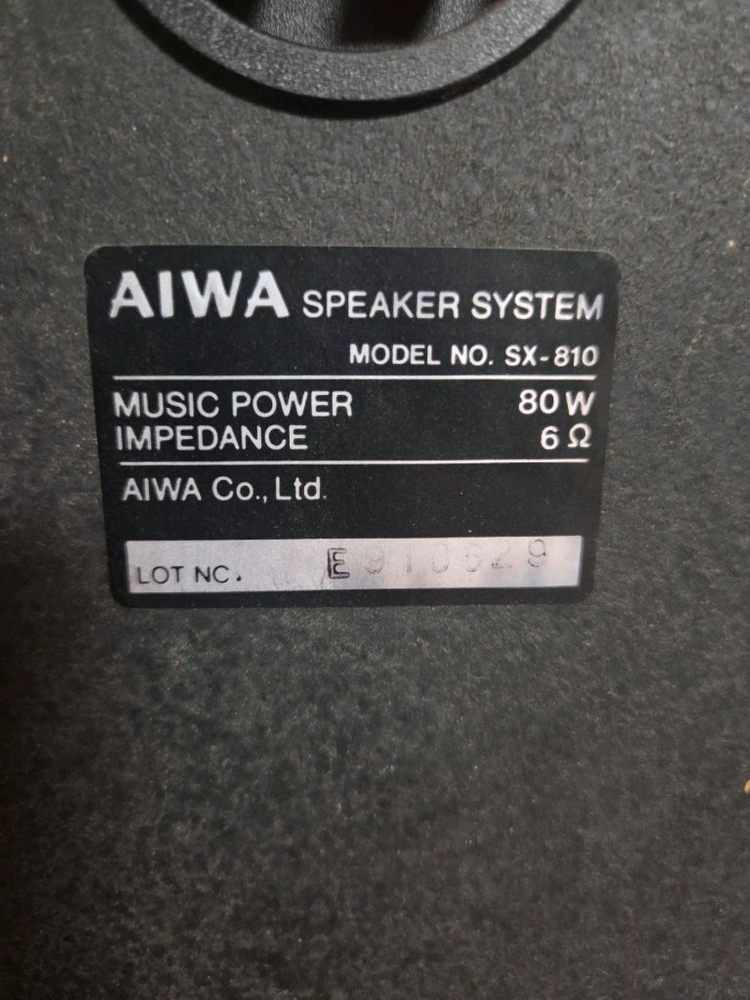 AIWA SPEAKER SYSTEM
MODEL NO. SX-810
MUSIC POWER 80 W
IMPEDANCE 6 Ω
AIWA Co., Ltd.
LOT NC. E910629